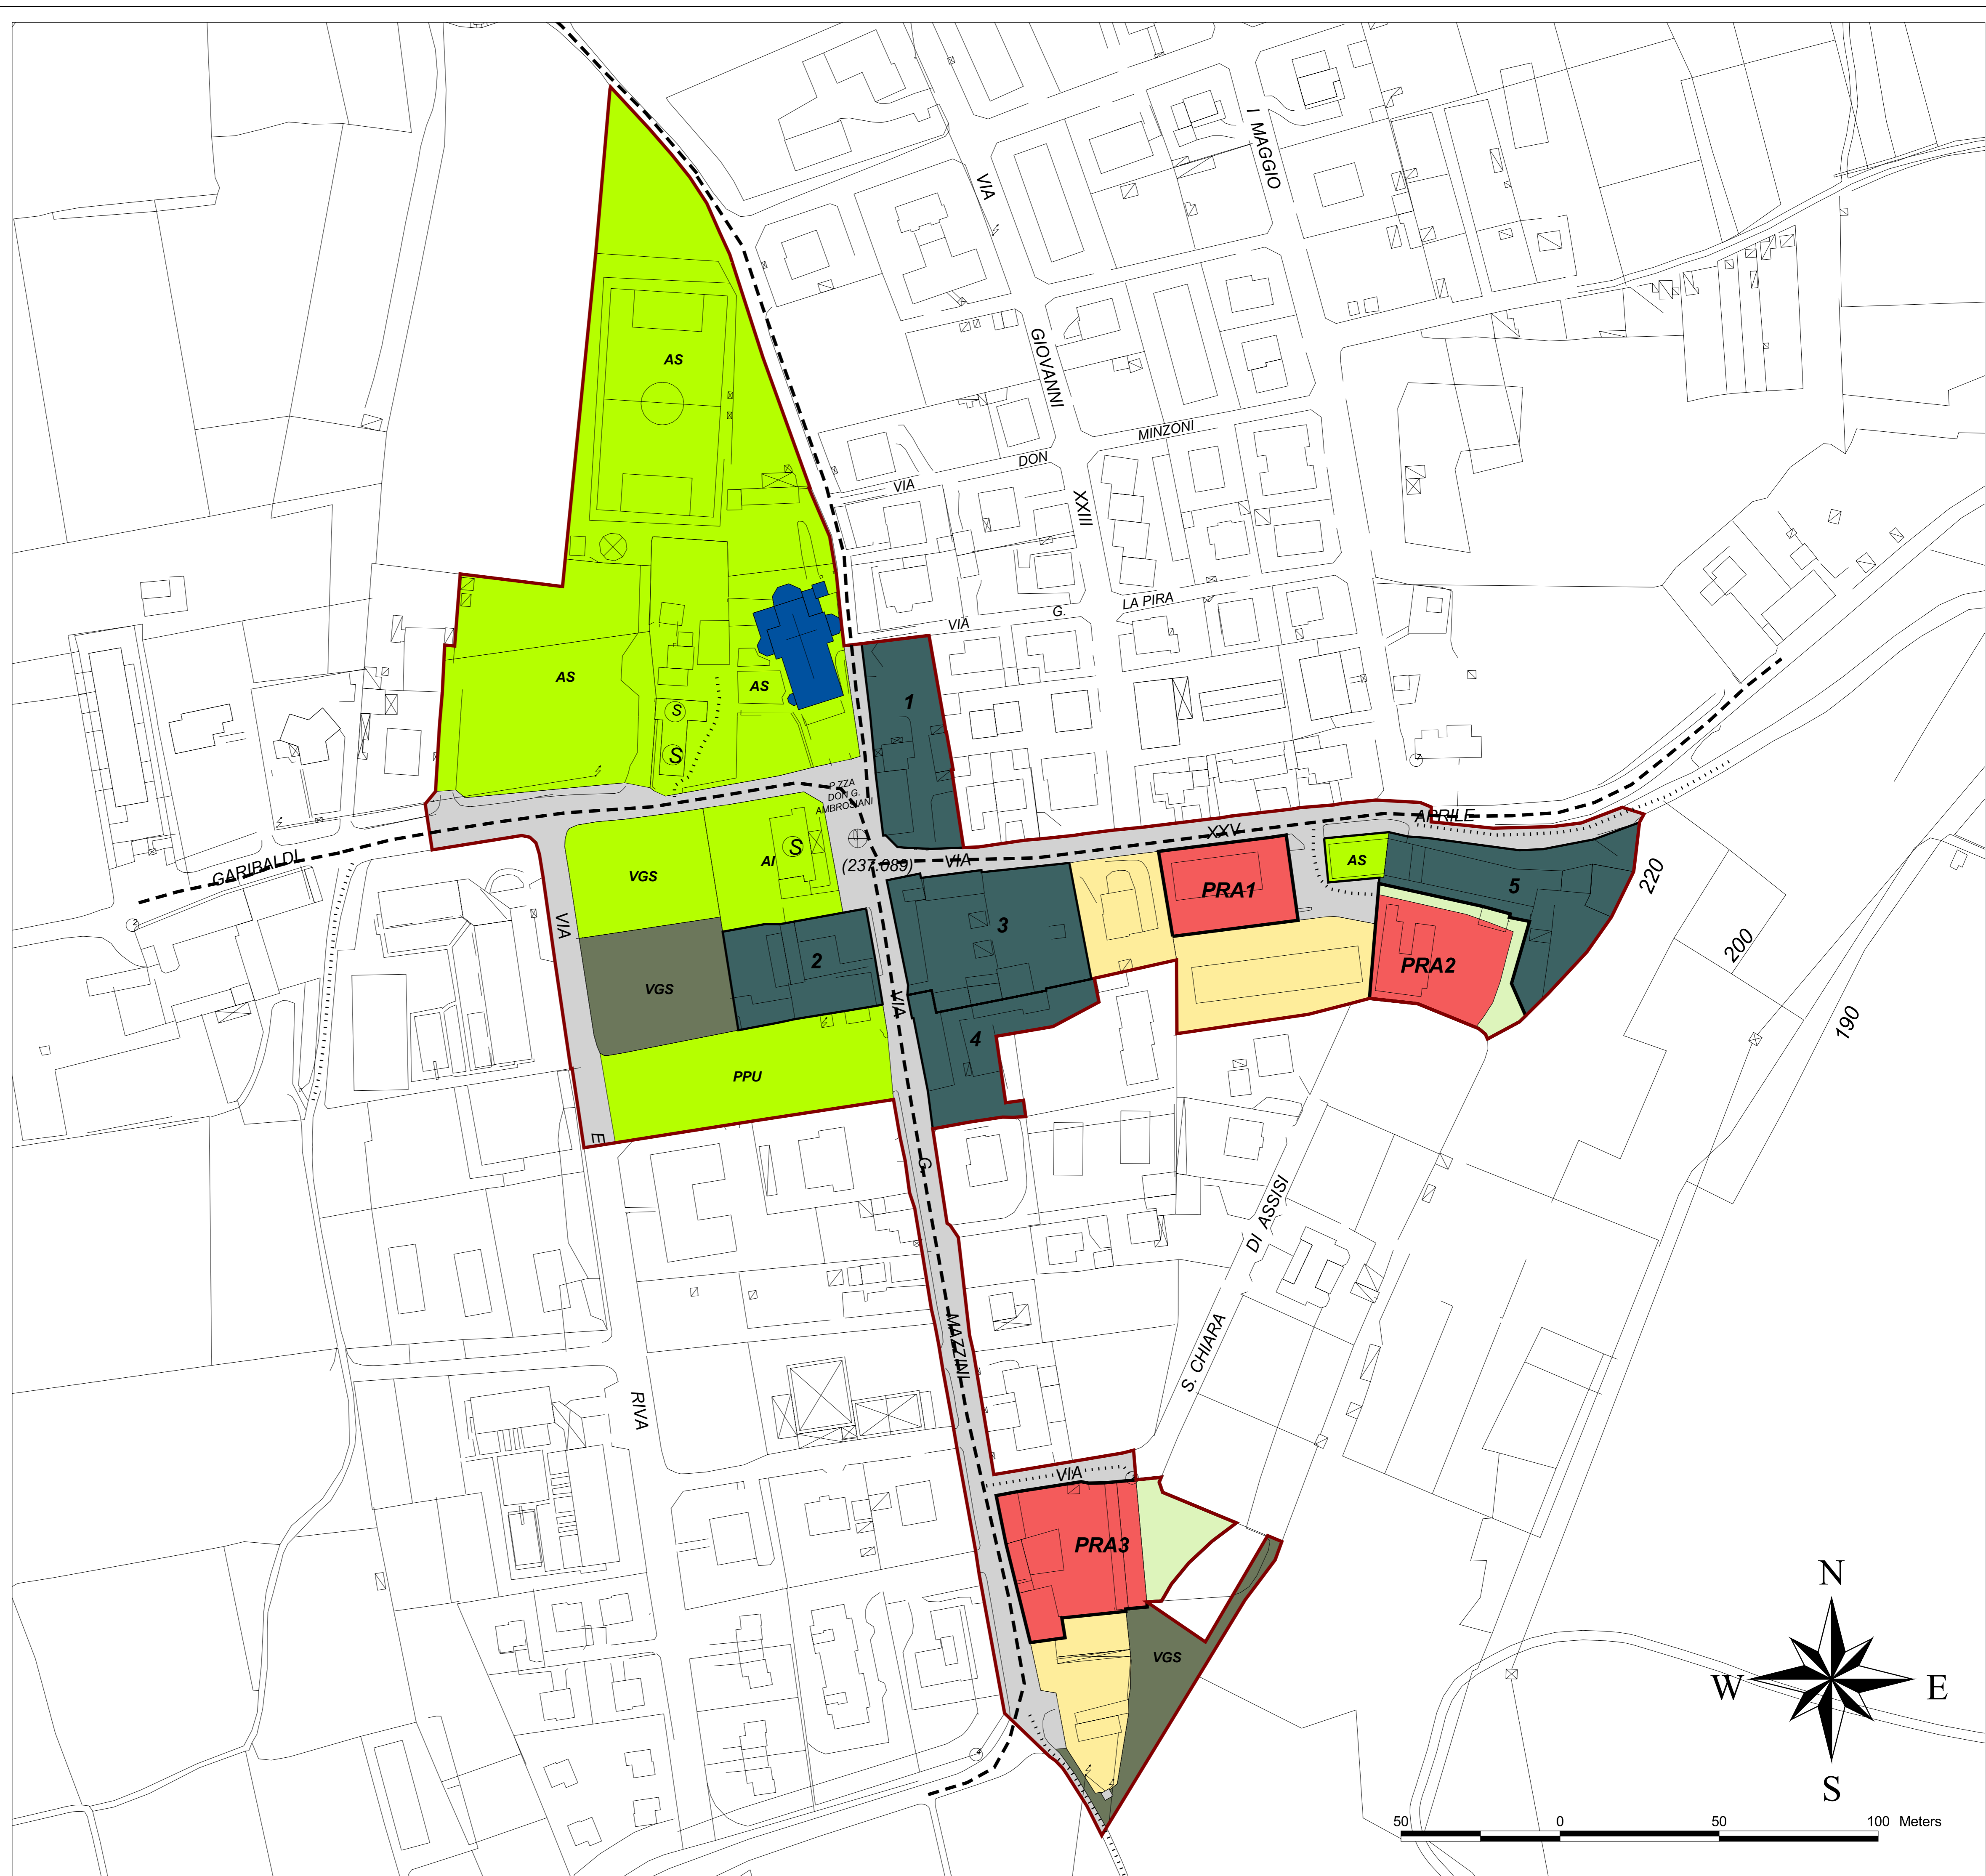 I MAGGIO
VIA
GIOVANNI
XXIII
AS
MINZONI
DON
VIA
LA PIRA
G.
VIA
AS
AS
S
S
1
P.ZZA
DON G.
AMBROSIANI
(237.089)
VIA
XXV
APRILE
GARIBALDI
VGS
AI
S
AS
PRA1
5
220
VIA
3
2
VGS
PRA2
200
VIA
190
4
PPU
E
G.
DI ASSISI
MAZZINI
S. CHIARA
RIVA
VIA
PRA3
VGS
N
W
E
S
2
4
50 0 50 100 Meters